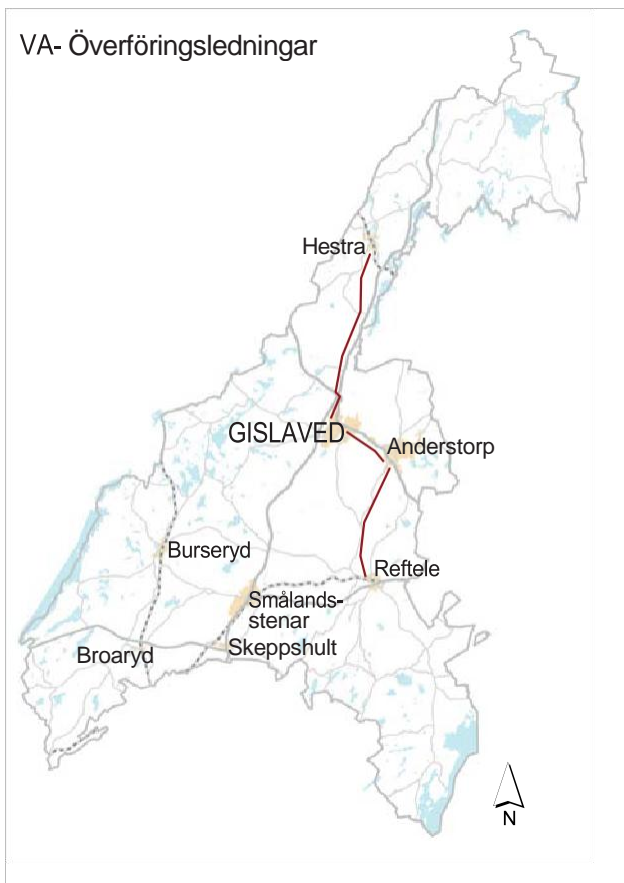 VA- Överföringsledningar
Hestra
GISLAVED
Anderstorp
Burseryd
Reftele
Smålands-
stenar
Broaryd
Skeppshult
N